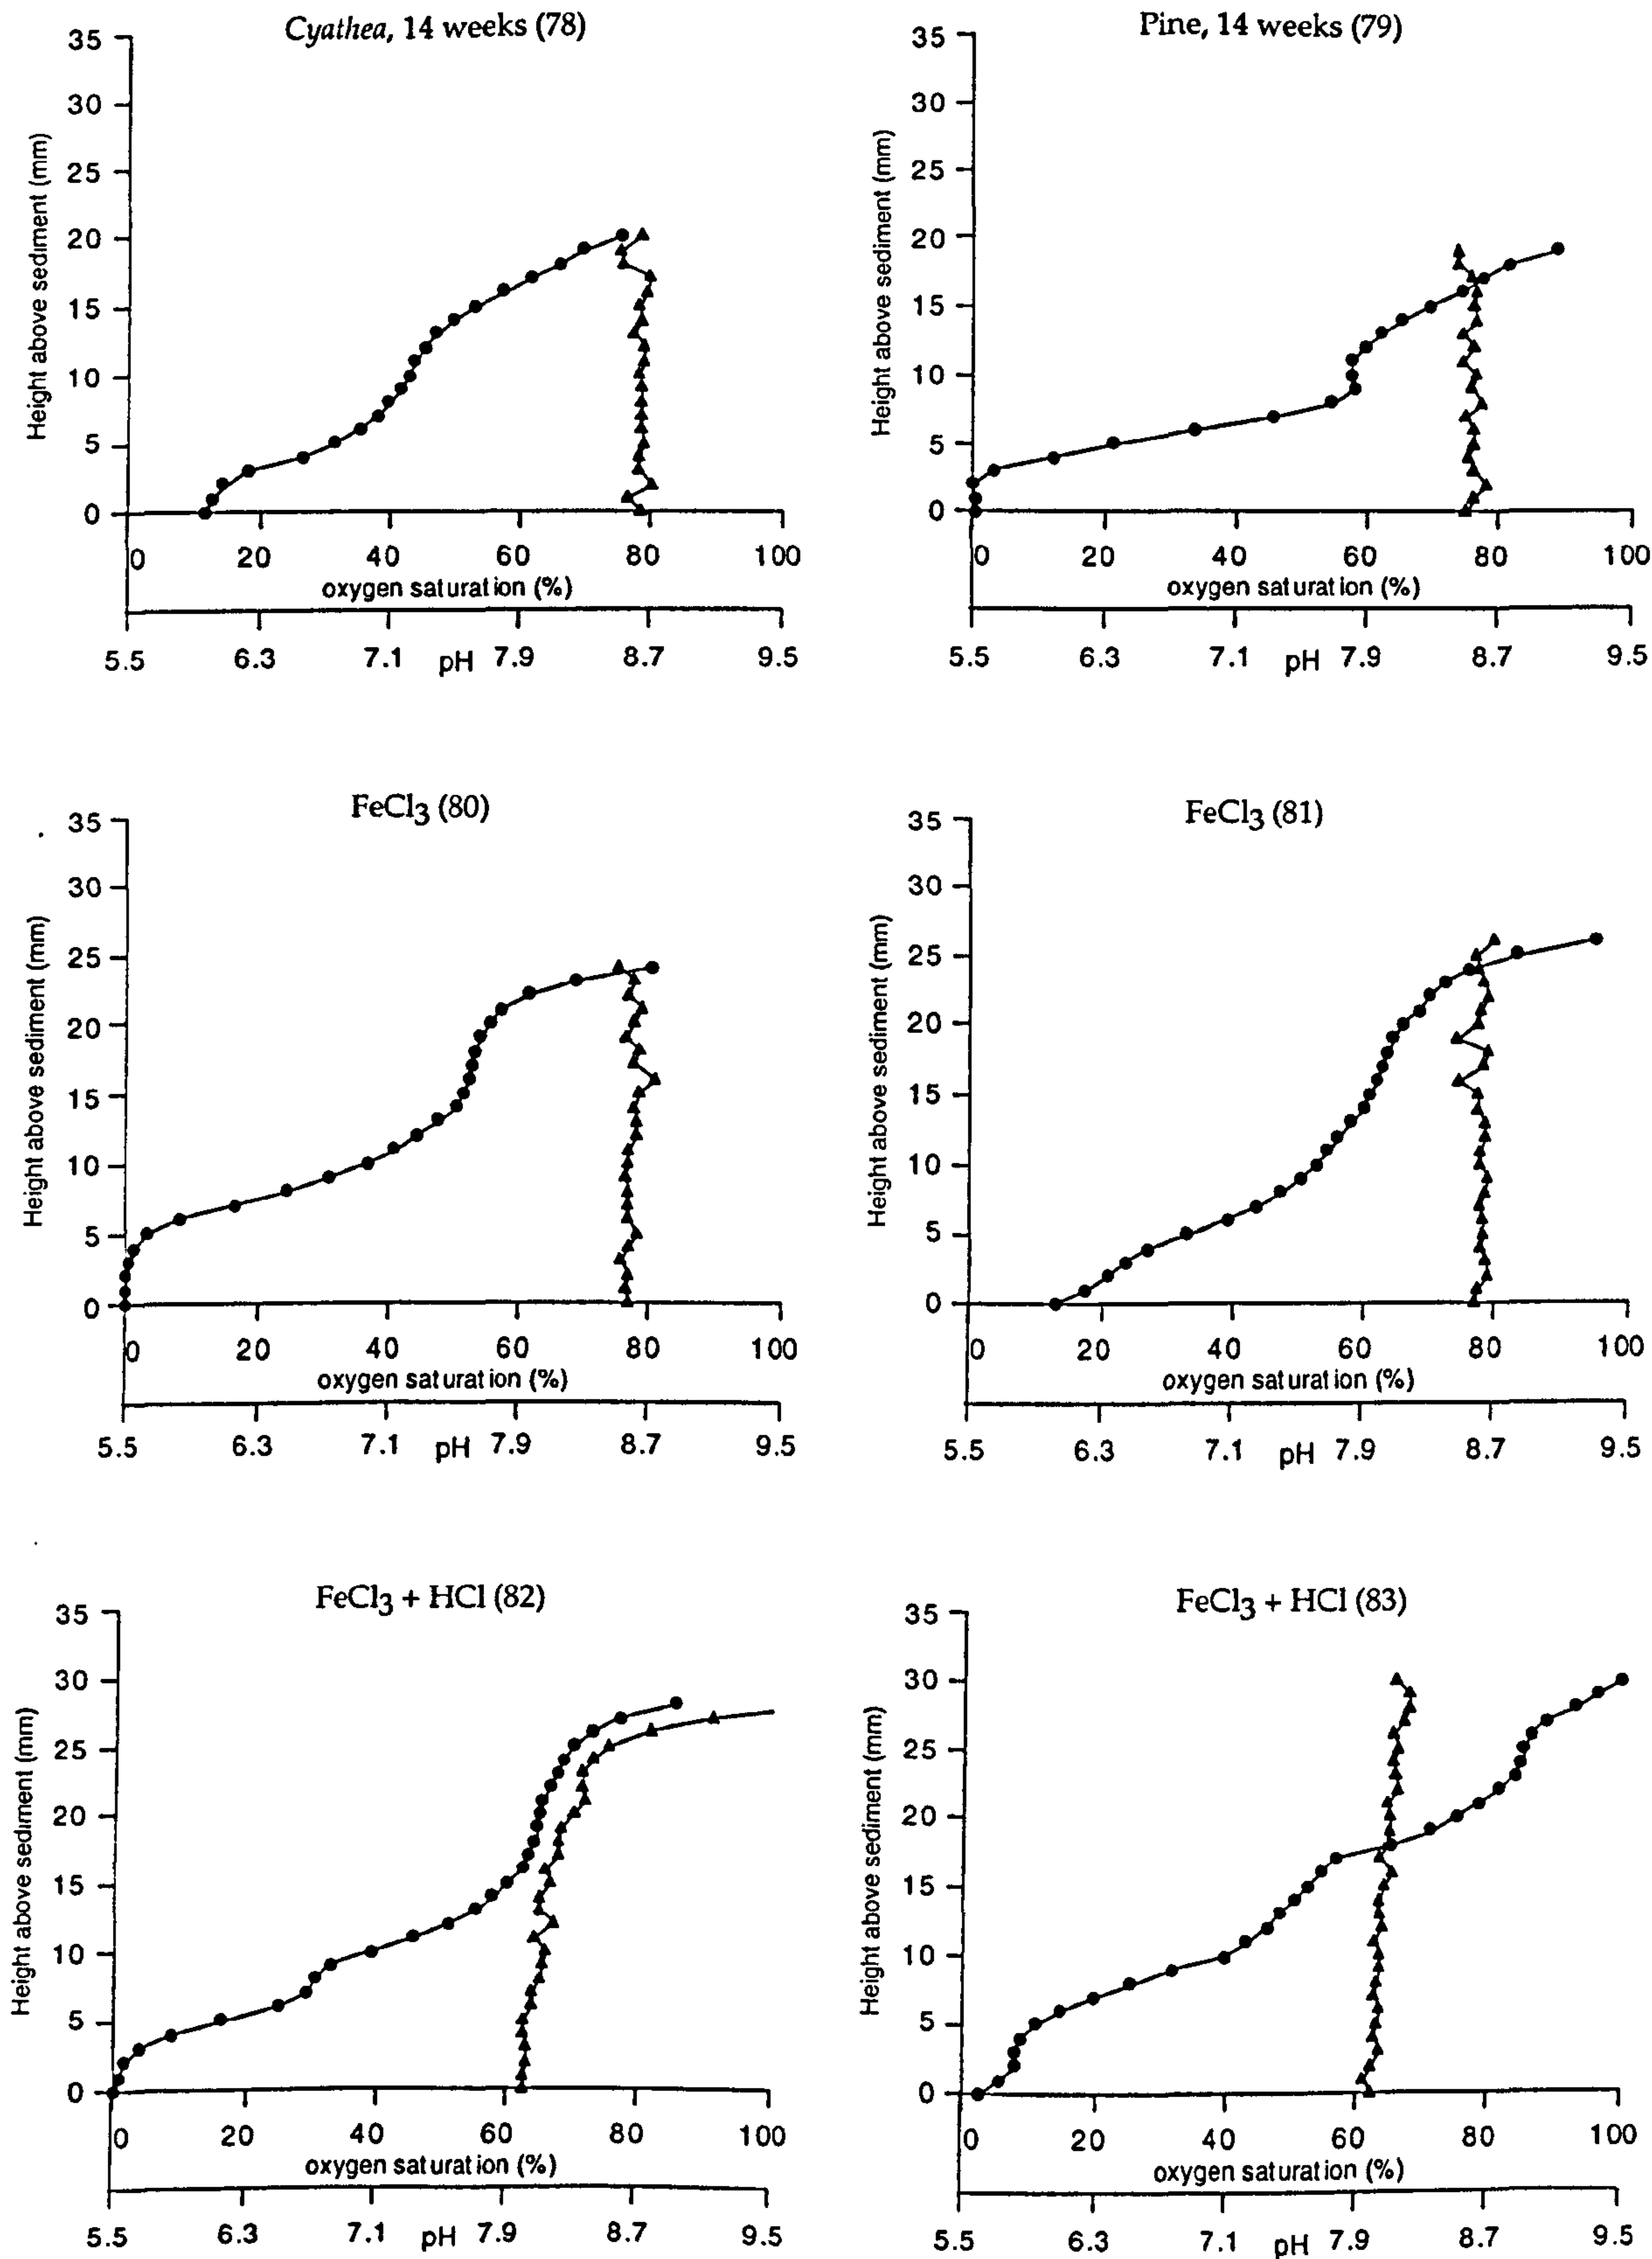 Cyathea, 14 weeks (78)
35
30
25
20
15
10
5
0
Height above sediment (mm)
0 20 40 60 80 100
oxygen saturation (%)
5.5 6.3 7.1 pH 7.9 8.7 9.5
Pine, 14 weeks (79)
35
30
25
20
15
10
5
0
Height above sediment (mm)
0 20 40 60 80 100
oxygen saturation (%)
5.5 6.3 7.1 pH 7.9 8.7 9.5
FeCl3 (80)
35
30
25
20
15
10
5
0
Height above sediment (mm)
0 20 40 60 80 100
oxygen saturation (%)
5.5 6.3 7.1 pH 7.9 8.7 9.5
FeCl3 (81)
35
30
25
20
15
10
5
0
Height above sediment (mm)
0 20 40 60 80 100
oxygen saturation (%)
5.5 6.3 7.1 pH 7.9 8.7 9.5
FeCl3 + HCl (82)
35
30
25
20
15
10
5
0
Height above sediment (mm)
0 20 40 60 80 100
oxygen saturation (%)
5.5 6.3 7.1 pH 7.9 8.7 9.5
FeCl3 + HCl (83)
35
30
25
20
15
10
5
0
Height above sediment (mm)
0 20 40 60 80 100
oxygen saturation (%)
5.5 6.3 7.1 pH 7.9 8.7 9.5